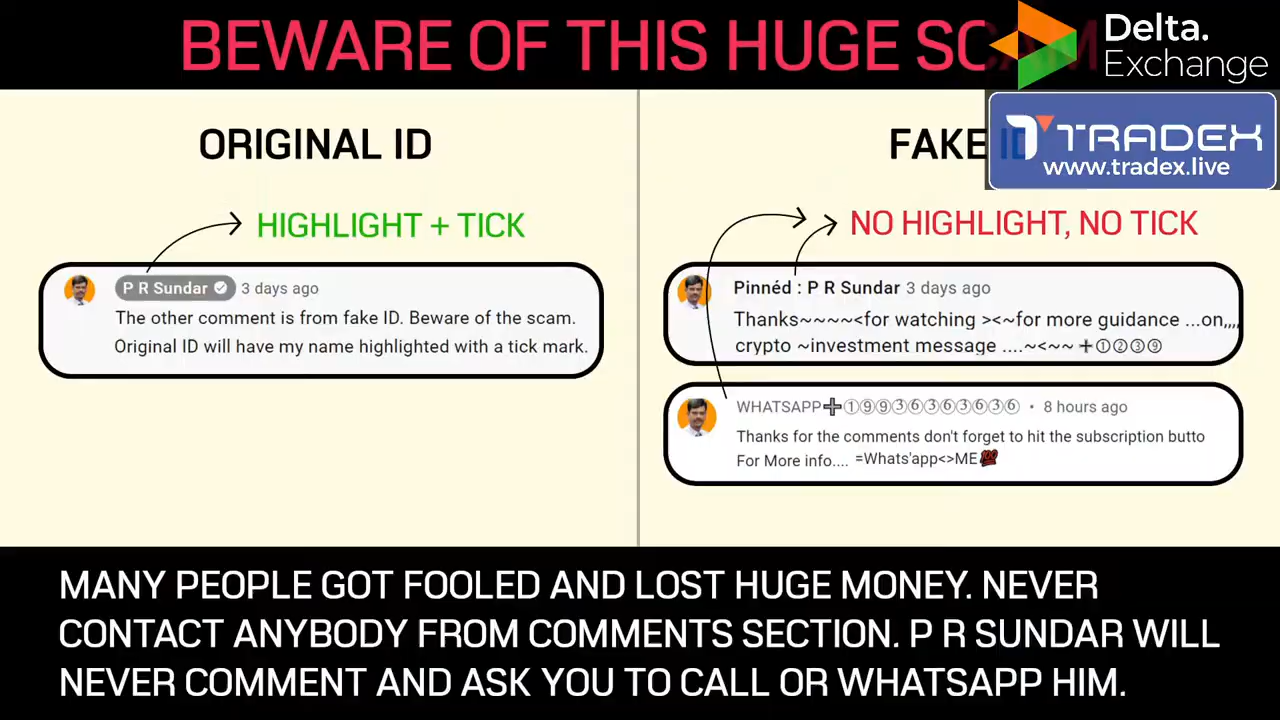 BEWARE OF THIS HUGE SCAM
Delta.
Exchange
TRADEX
www.tradex.live
ORIGINAL ID
HIGHLIGHT + TICK
P R Sundar 3 days ago
The other comment is from fake ID. Beware of the scam.
Original ID will have my name highlighted with a tick mark.
FAKE ID
NO HIGHLIGHT, NO TICK
Pinnéd : P R Sundar 3 days ago
Thanks~~~~<for watching ><~for more guidance ...on,,,,
crypto ~investment message ....~<~~ ➕①②③⑨
WHATSAPP➕①⑨⑨③⑥③⑥③⑥③⑥ • 8 hours ago
Thanks for the comments don't forget to hit the subscription butto
For More info.... =Whats'app<>ME💯
MANY PEOPLE GOT FOOLED AND LOST HUGE MONEY. NEVER
CONTACT ANYBODY FROM COMMENTS SECTION. P R SUNDAR WILL
NEVER COMMENT AND ASK YOU TO CALL OR WHATSAPP HIM.